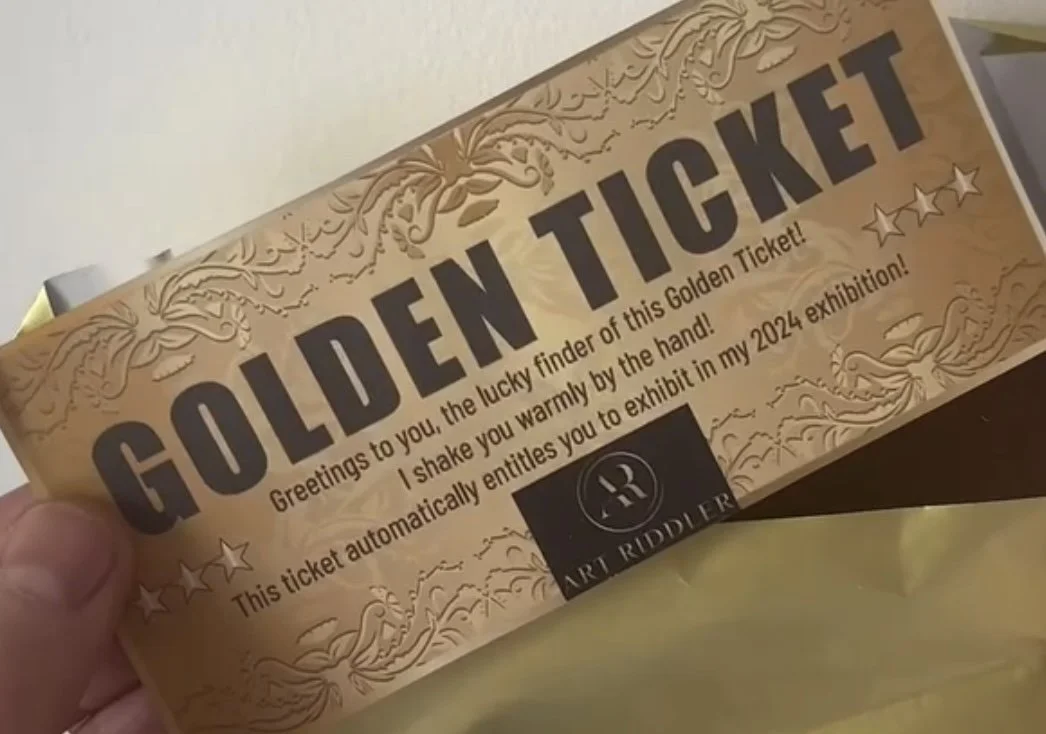 GOLDEN TICKET
Greetings to you, the lucky finder of this Golden Ticket!
I shake you warmly by the hand!
This ticket automatically entitles you to exhibit in my 2024 exhibition!
AR
ART RIDDLER